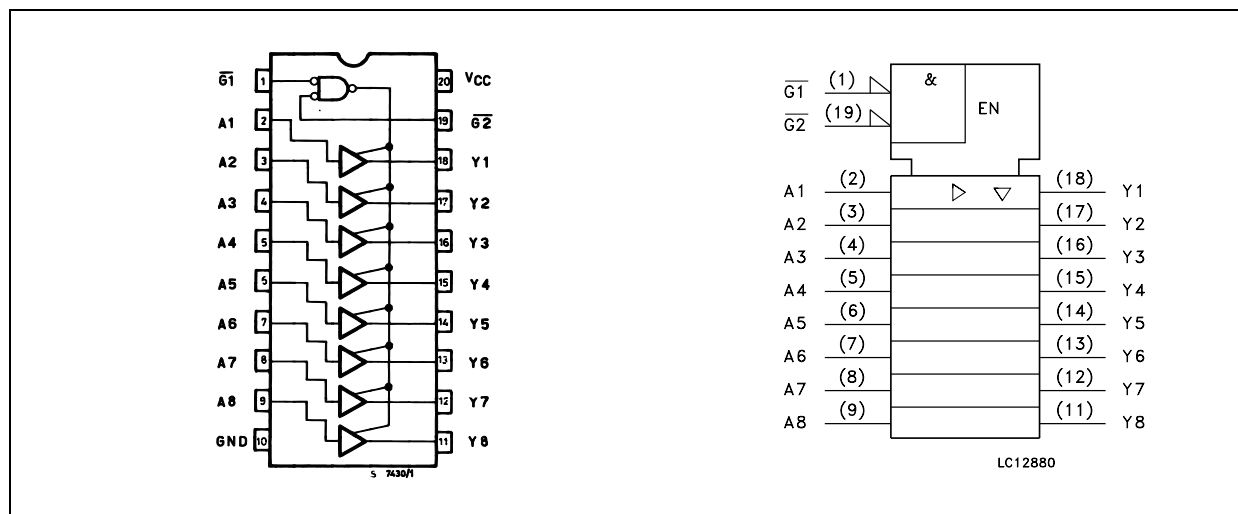 G̅1̅ 1 20 VCC
A1 2 19 G̅2̅
A2 3 18 Y1
A3 4 17 Y2
A4 5 16 Y3
A5 6 15 Y4
A6 7 14 Y5
A7 8 13 Y6
A8 9 12 Y7
GND 10 11 Y8
S 7430/1
G̅1̅ (1) & EN
G̅2̅ (19)
A1 (2) (18) Y1
A2 (3) (17) Y2
A3 (4) (16) Y3
A4 (5) (15) Y4
A5 (6) (14) Y5
A6 (7) (13) Y6
A7 (8) (12) Y7
A8 (9) (11) Y8
LC12880